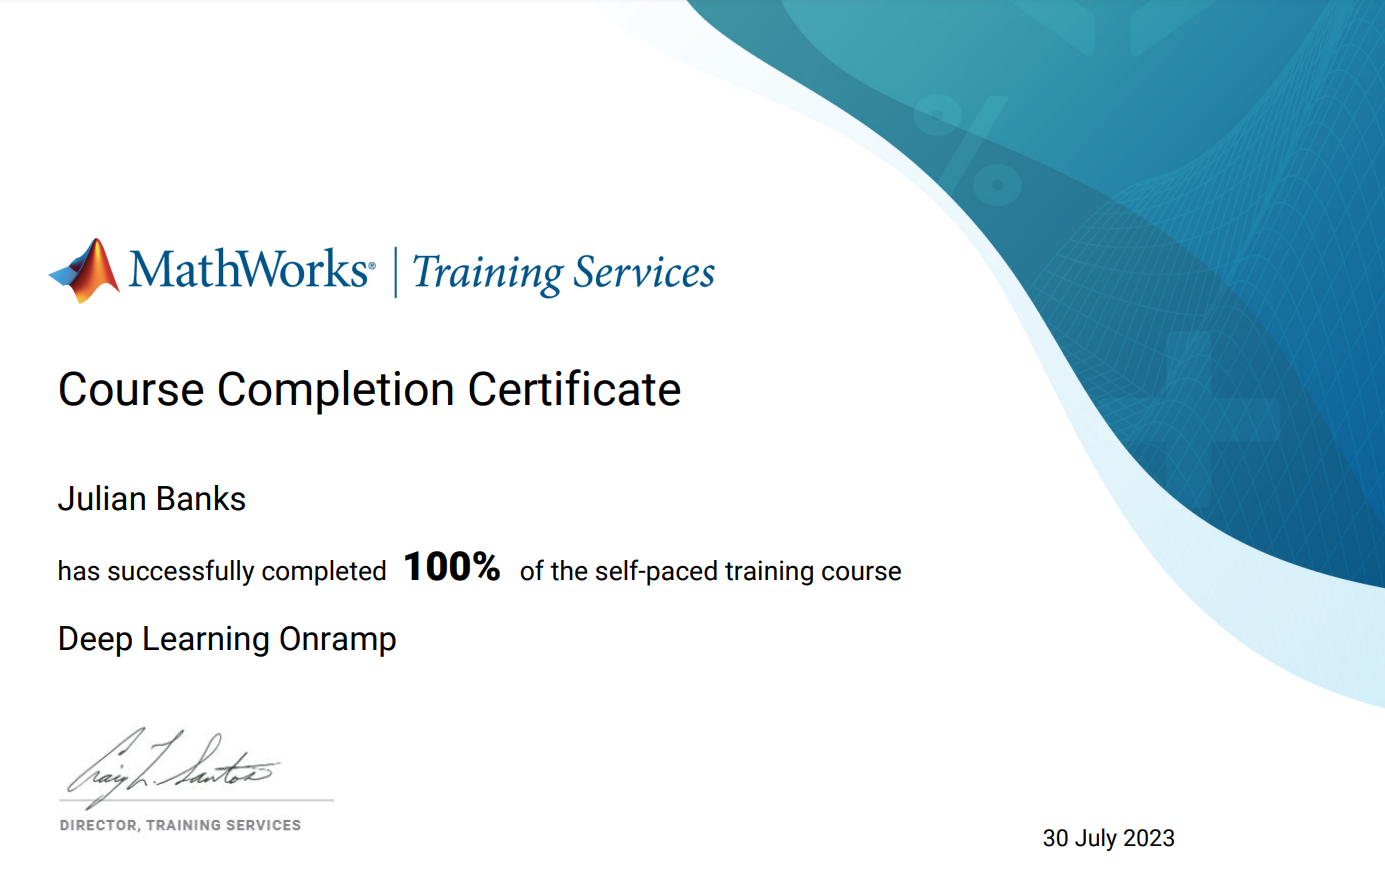 MathWorks® | Training Services
Course Completion Certificate
Julian Banks
has successfully completed 100% of the self-paced training course
Deep Learning Onramp
Craig L. Santos
DIRECTOR, TRAINING SERVICES
30 July 2023